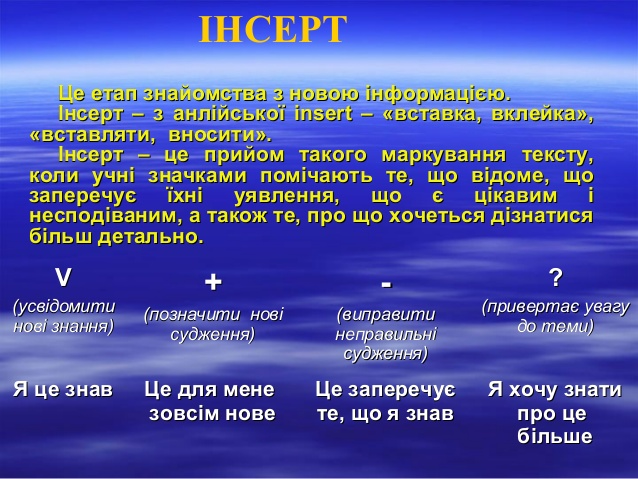 ІНСЕРТ
Це етап знайомства з новою інформацією.
Інсерт – з анлійської insert – «вставка, вклейка»,
«вставляти, вносити».
Інсерт – це прийом такого маркування тексту,
коли учні значками помічають те, що відоме, що
заперечує їхні уявлення, що є цікавим і
несподіваним, а також те, про що хочеться дізнатися
більш детально.
V + - ?
(усвідомити нові знання) (позначити нові судження) (виправити неправильні судження) (привертає увагу до теми)
Я це знав Це для мене зовсім нове Це заперечує те, що я знав Я хочу знати про це більше